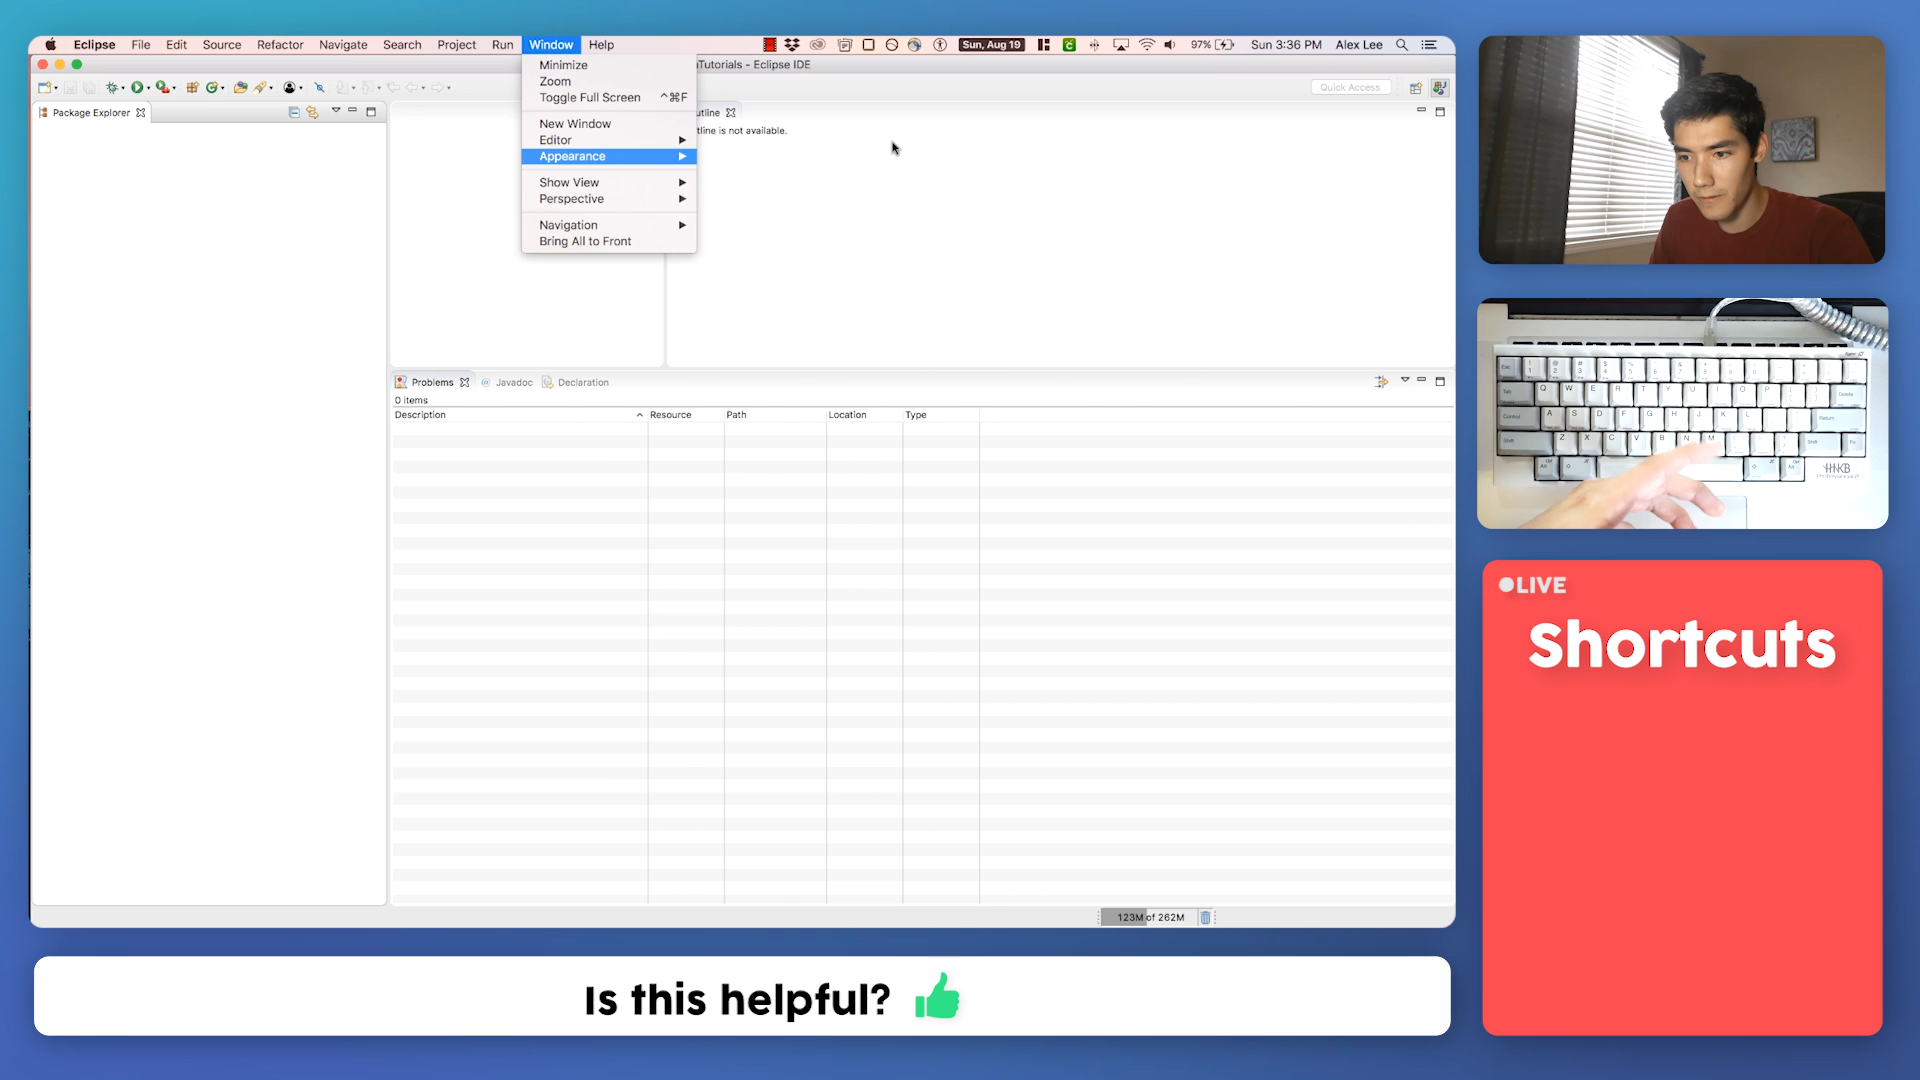 Eclipse File Edit Source Refactor Navigate Search Project Run Window Help Sun, Aug 19 97% Sun 3:36 PM Alex Lee
Tutorials - Eclipse IDE
Minimize
Zoom
Toggle Full Screen ^⌘F
New Window
Editor
Appearance
Show View
Perspective
Navigation
Bring All to Front
Quick Access
Package Explorer
utline
tline is not available.
Problems Javadoc Declaration
0 items
Description Resource Path Location Type
123M of 262M
Is this helpful?
Q W E R T Y U I O P
Control A S D F G H J K L Return
Z X C V B N M
HHKB
LIVE
Shortcuts